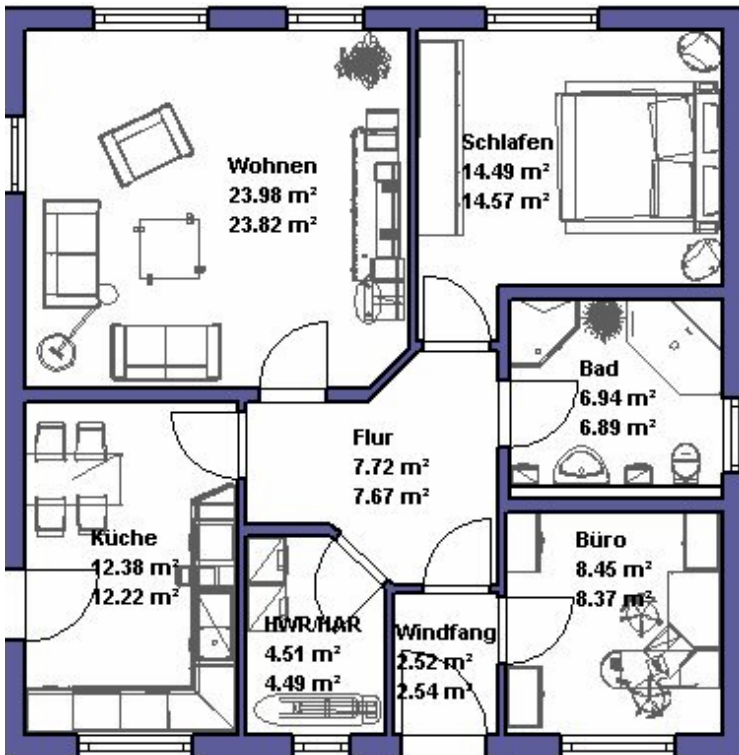 Wohnen
23.98 m²
23.82 m²
Schlafen
14.49 m²
14.57 m²
Bad
6.94 m²
6.89 m²
Flur
7.72 m²
7.67 m²
Küche
12.38 m²
12.22 m²
Büro
8.45 m²
8.37 m²
HWR/HAR
4.51 m²
4.49 m²
Windfang
2.52 m²
2.54 m²